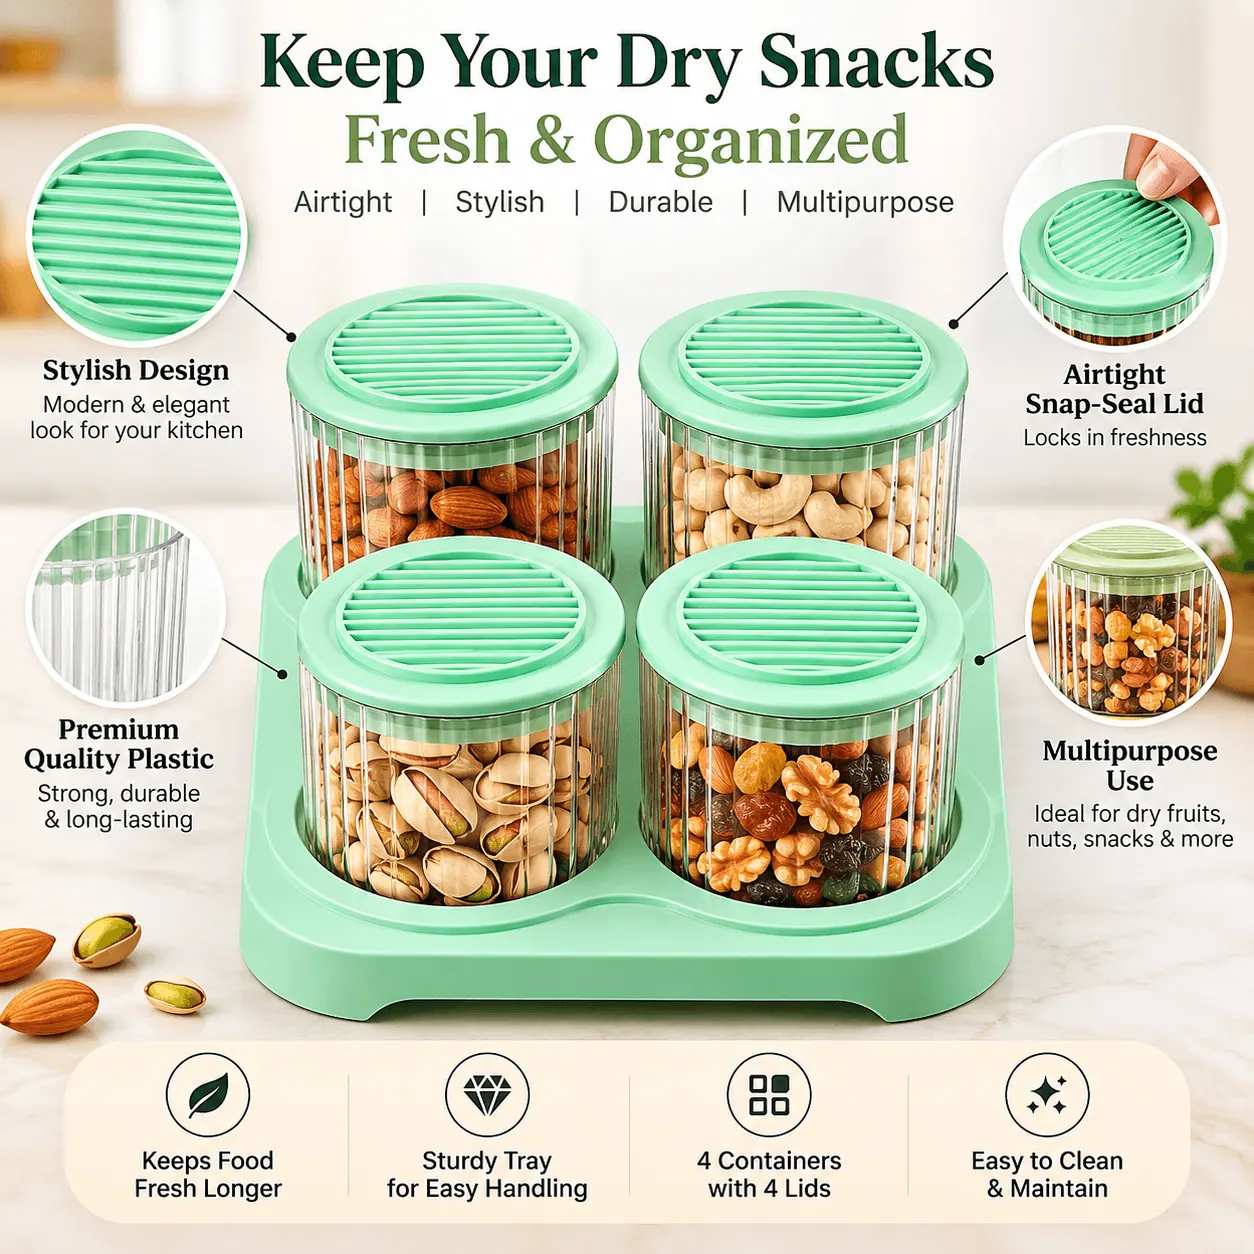 Keep Your Dry Snacks
Fresh & Organized
Airtight | Stylish | Durable | Multipurpose
Stylish Design
Modern & elegant
look for your kitchen
Airtight
Snap-Seal Lid
Locks in freshness
Premium
Quality Plastic
Strong, durable
& long-lasting
Multipurpose
Use
Ideal for dry fruits,
nuts, snacks & more
Keeps Food
Fresh Longer
Sturdy Tray
for Easy Handling
4 Containers
with 4 Lids
Easy to Clean
& Maintain